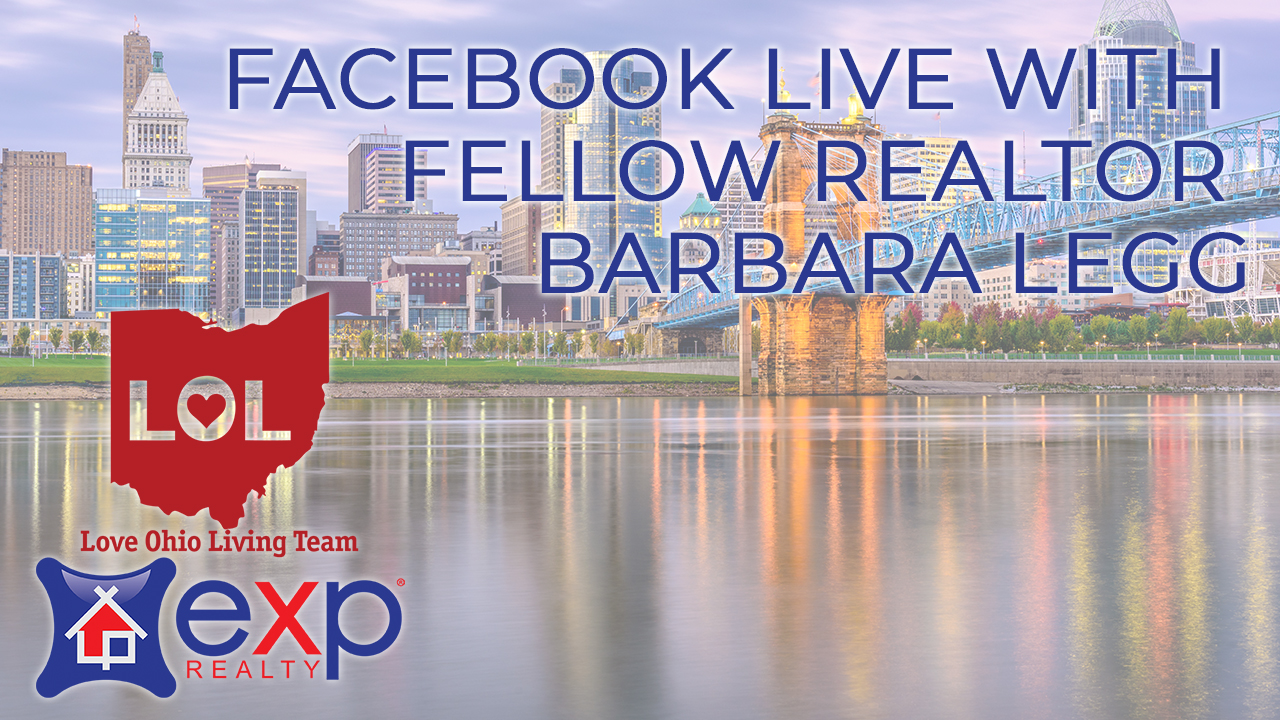 FACEBOOK LIVE WITH
FELLOW REALTOR
BARBARA LEGG
LOL
Love Ohio Living Team
exp®
REALTY